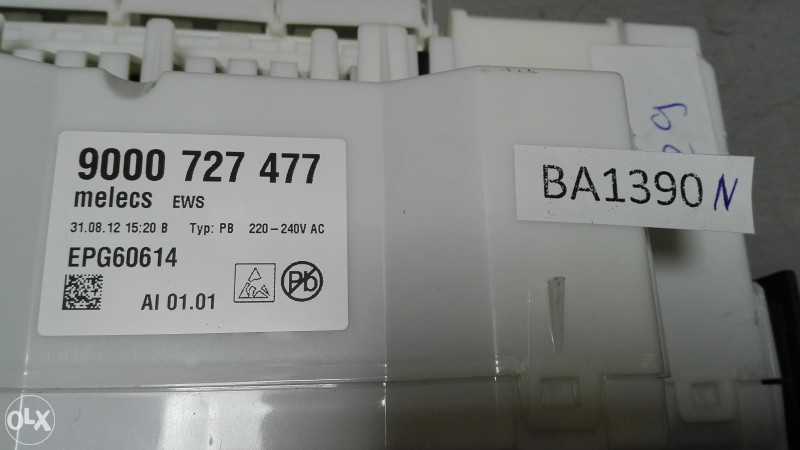 9000 727 477
melecs EWS
31.08.12 15:20 B Typ: PB 220–240V AC
EPG60614
AI 01.01
Pb
BA1390 N
29
OLX